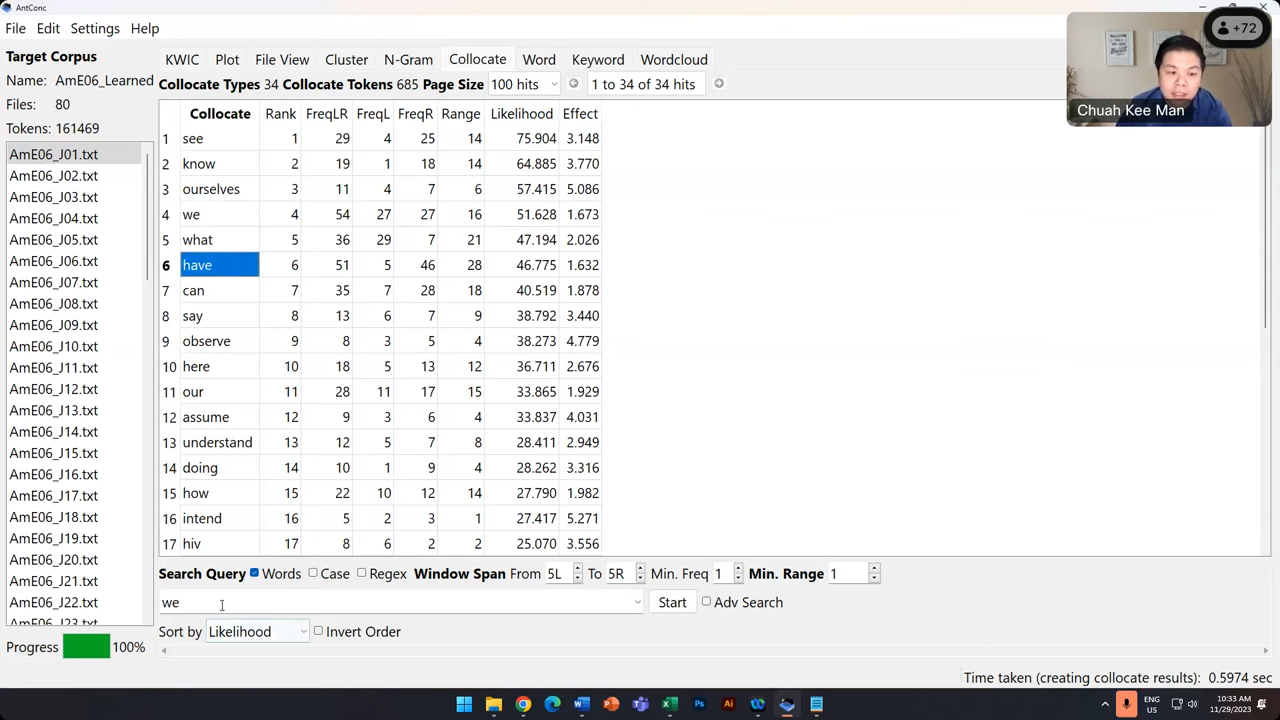 AntConc
File Edit Settings Help
+72
Chuah Kee Man
Target Corpus
Name: AmE06_Learned
Files: 80
Tokens: 161469
AmE06_J01.txt
AmE06_J02.txt
AmE06_J03.txt
AmE06_J04.txt
AmE06_J05.txt
AmE06_J06.txt
AmE06_J07.txt
AmE06_J08.txt
AmE06_J09.txt
AmE06_J10.txt
AmE06_J11.txt
AmE06_J12.txt
AmE06_J13.txt
AmE06_J14.txt
AmE06_J15.txt
AmE06_J16.txt
AmE06_J17.txt
AmE06_J18.txt
AmE06_J19.txt
AmE06_J20.txt
AmE06_J21.txt
AmE06_J22.txt
AmE06_J23.txt
Progress 100%
KWIC Plot File View Cluster N-Gram Collocate Word Keyword Wordcloud
Collocate Types 34 Collocate Tokens 685 Page Size 100 hits 1 to 34 of 34 hits
Collocate Rank FreqLR FreqL FreqR Range Likelihood Effect
1 see 1 29 4 25 14 75.904 3.148
2 know 2 19 1 18 14 64.885 3.770
3 ourselves 3 11 4 7 6 57.415 5.086
4 we 4 54 27 27 16 51.628 1.673
5 what 5 36 29 7 21 47.194 2.026
6 have 6 51 5 46 28 46.775 1.632
7 can 7 35 7 28 18 40.519 1.878
8 say 8 13 6 7 9 38.792 3.440
9 observe 9 8 3 5 4 38.273 4.779
10 here 10 18 5 13 12 36.711 2.676
11 our 11 28 11 17 15 33.865 1.929
12 assume 12 9 3 6 4 33.837 4.031
13 understand 13 12 5 7 8 28.411 2.949
14 doing 14 10 1 9 4 28.262 3.316
15 how 15 22 10 12 14 27.790 1.982
16 intend 16 5 2 3 1 27.417 5.271
17 hiv 17 8 6 2 2 25.070 3.556
Search Query Words Case Regex Window Span From 5L To 5R Min. Freq 1 Min. Range 1
we Start Adv Search
Sort by Likelihood Invert Order
Time taken (creating collocate results): 0.5974 sec
ENG
US
10:33 AM
11/29/2023